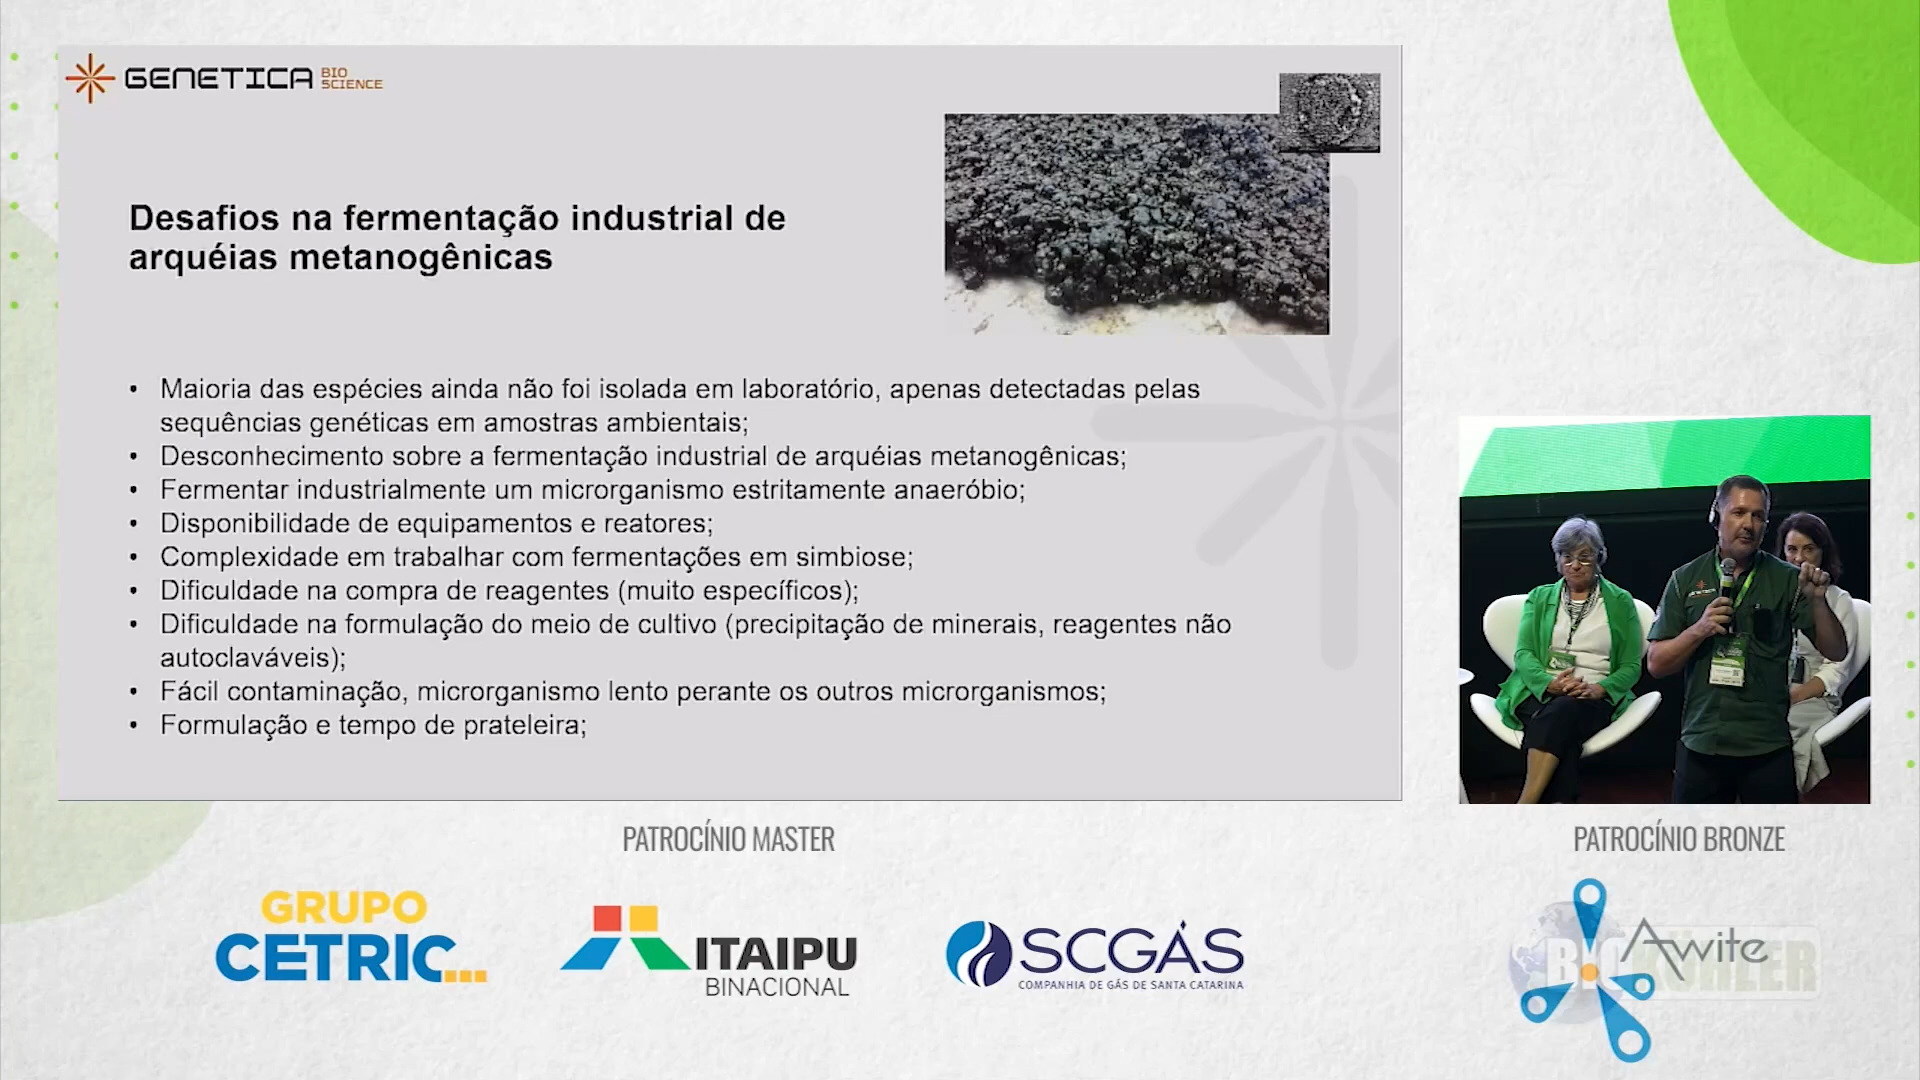 GENETICA BIO SCIENCE
Desafios na fermentação industrial de
arquéias metanogênicas
• Maioria das espécies ainda não foi isolada em laboratório, apenas detectadas pelas
sequências genéticas em amostras ambientais;
• Desconhecimento sobre a fermentação industrial de arquéias metanogênicas;
• Fermentar industrialmente um microrganismo estritamente anaeróbio;
• Disponibilidade de equipamentos e reatores;
• Complexidade em trabalhar com fermentações em simbiose;
• Dificuldade na compra de reagentes (muito específicos);
• Dificuldade na formulação do meio de cultivo (precipitação de minerais, reagentes não
autoclaváveis);
• Fácil contaminação, microrganismo lento perante os outros microrganismos;
• Formulação e tempo de prateleira;
PATROCÍNIO MASTER
PATROCÍNIO BRONZE
GRUPO
CETRIC...
ITAIPU
BINACIONAL
SCGÁS
COMPANHIA DE GÁS DE SANTA CATARINA
Awite